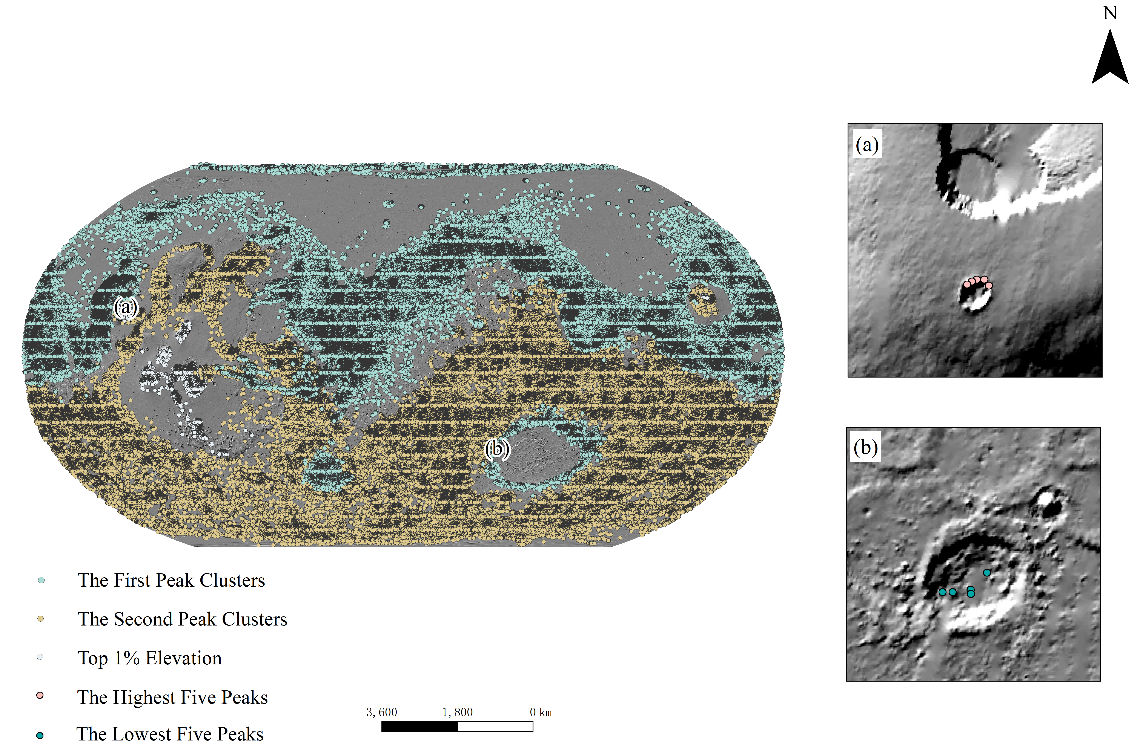 N
(a)
(a)
(b)
(b)
The First Peak Clusters
The Second Peak Clusters
Top 1% Elevation
The Highest Five Peaks
The Lowest Five Peaks
3,600 1,800 0 km